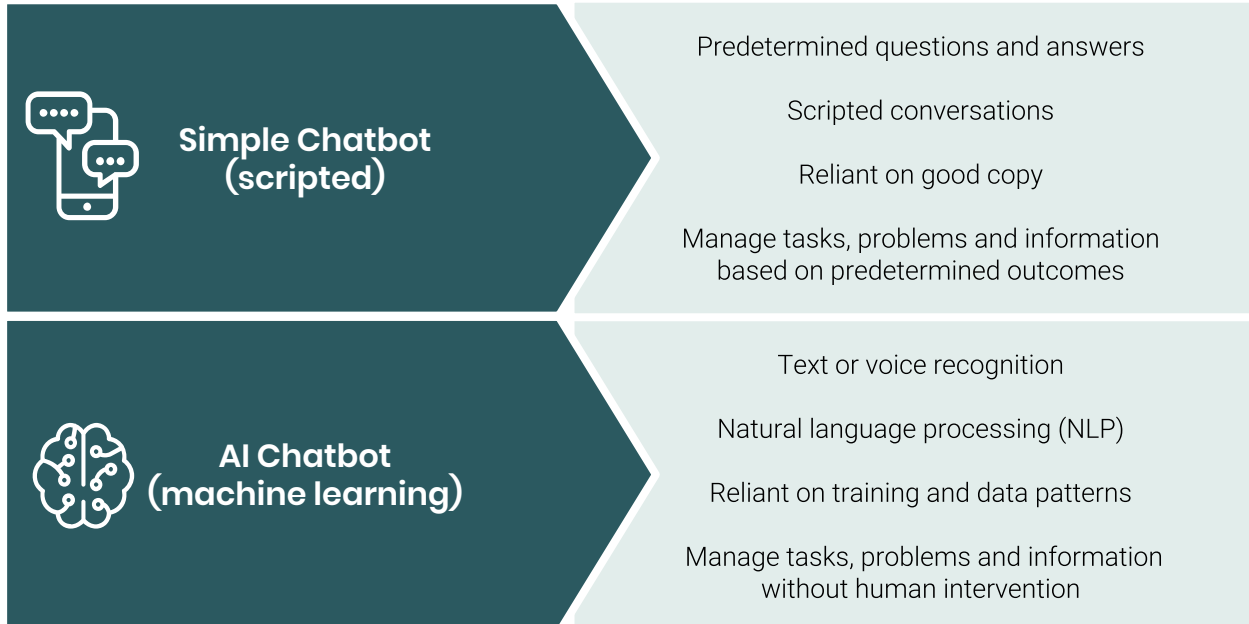 Simple Chatbot
(scripted)
Predetermined questions and answers
Scripted conversations
Reliant on good copy
Manage tasks, problems and information
based on predetermined outcomes
AI Chatbot
(machine learning)
Text or voice recognition
Natural language processing (NLP)
Reliant on training and data patterns
Manage tasks, problems and information
without human intervention